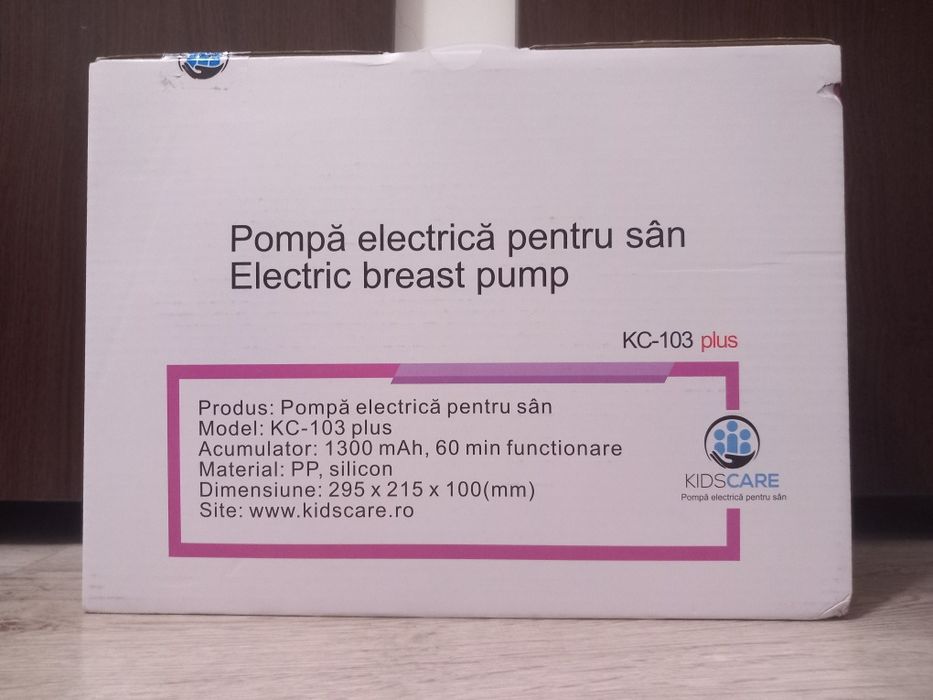 Pompă electrică pentru sân
Electric breast pump
KC-103 plus
Produs: Pompă electrică pentru sân
Model: KC-103 plus
Acumulator: 1300 mAh, 60 min functionare
Material: PP, silicon
Dimensiune: 295 x 215 x 100(mm)
Site: www.kidscare.ro
KIDSCARE
Pompă electrică pentru sân